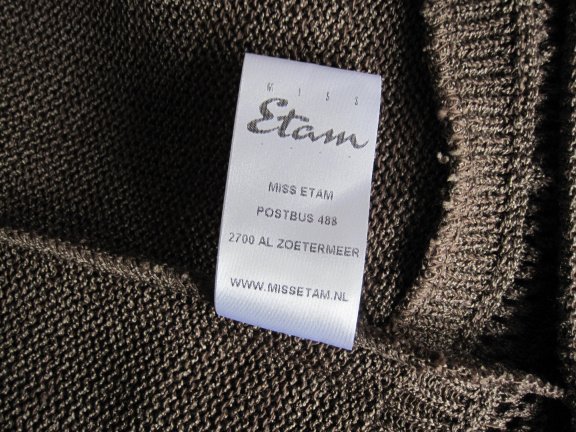 MISS
Etam
MISS ETAM
POSTBUS 488
2700 AL ZOETERMEER
WWW.MISSETAM.NL